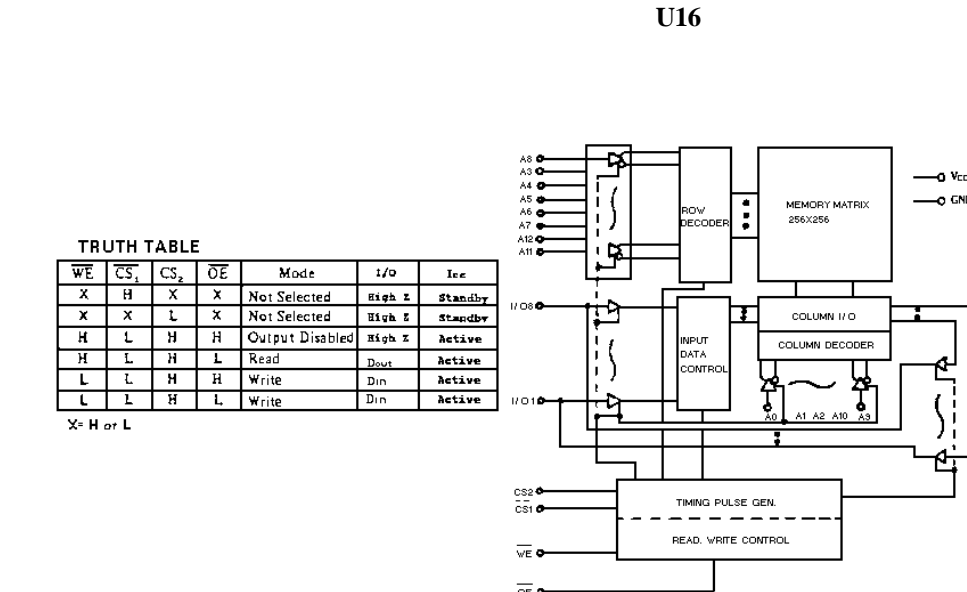 U16
TRUTH TABLE
WE CS1 CS2 OE Mode I/O Icc
X H X X Not Selected High Z Standby
X X L X Not Selected High Z Standby
H L H H Output Disabled High Z Active
H L H L Read Dout Active
L L H H Write Din Active
L L H L Write Din Active
X= H or L
A8
A3
A4
A5
A6
A7
A12
A11
ROW
DECODER
MEMORY MATRIX
256X256
I/O8
INPUT
DATA
CONTROL
COLUMN I/O
COLUMN DECODER
I/O1
A0 A1 A2 A10 A9
CS2
CS1
TIMING PULSE GEN.
READ. WRITE CONTROL
WE